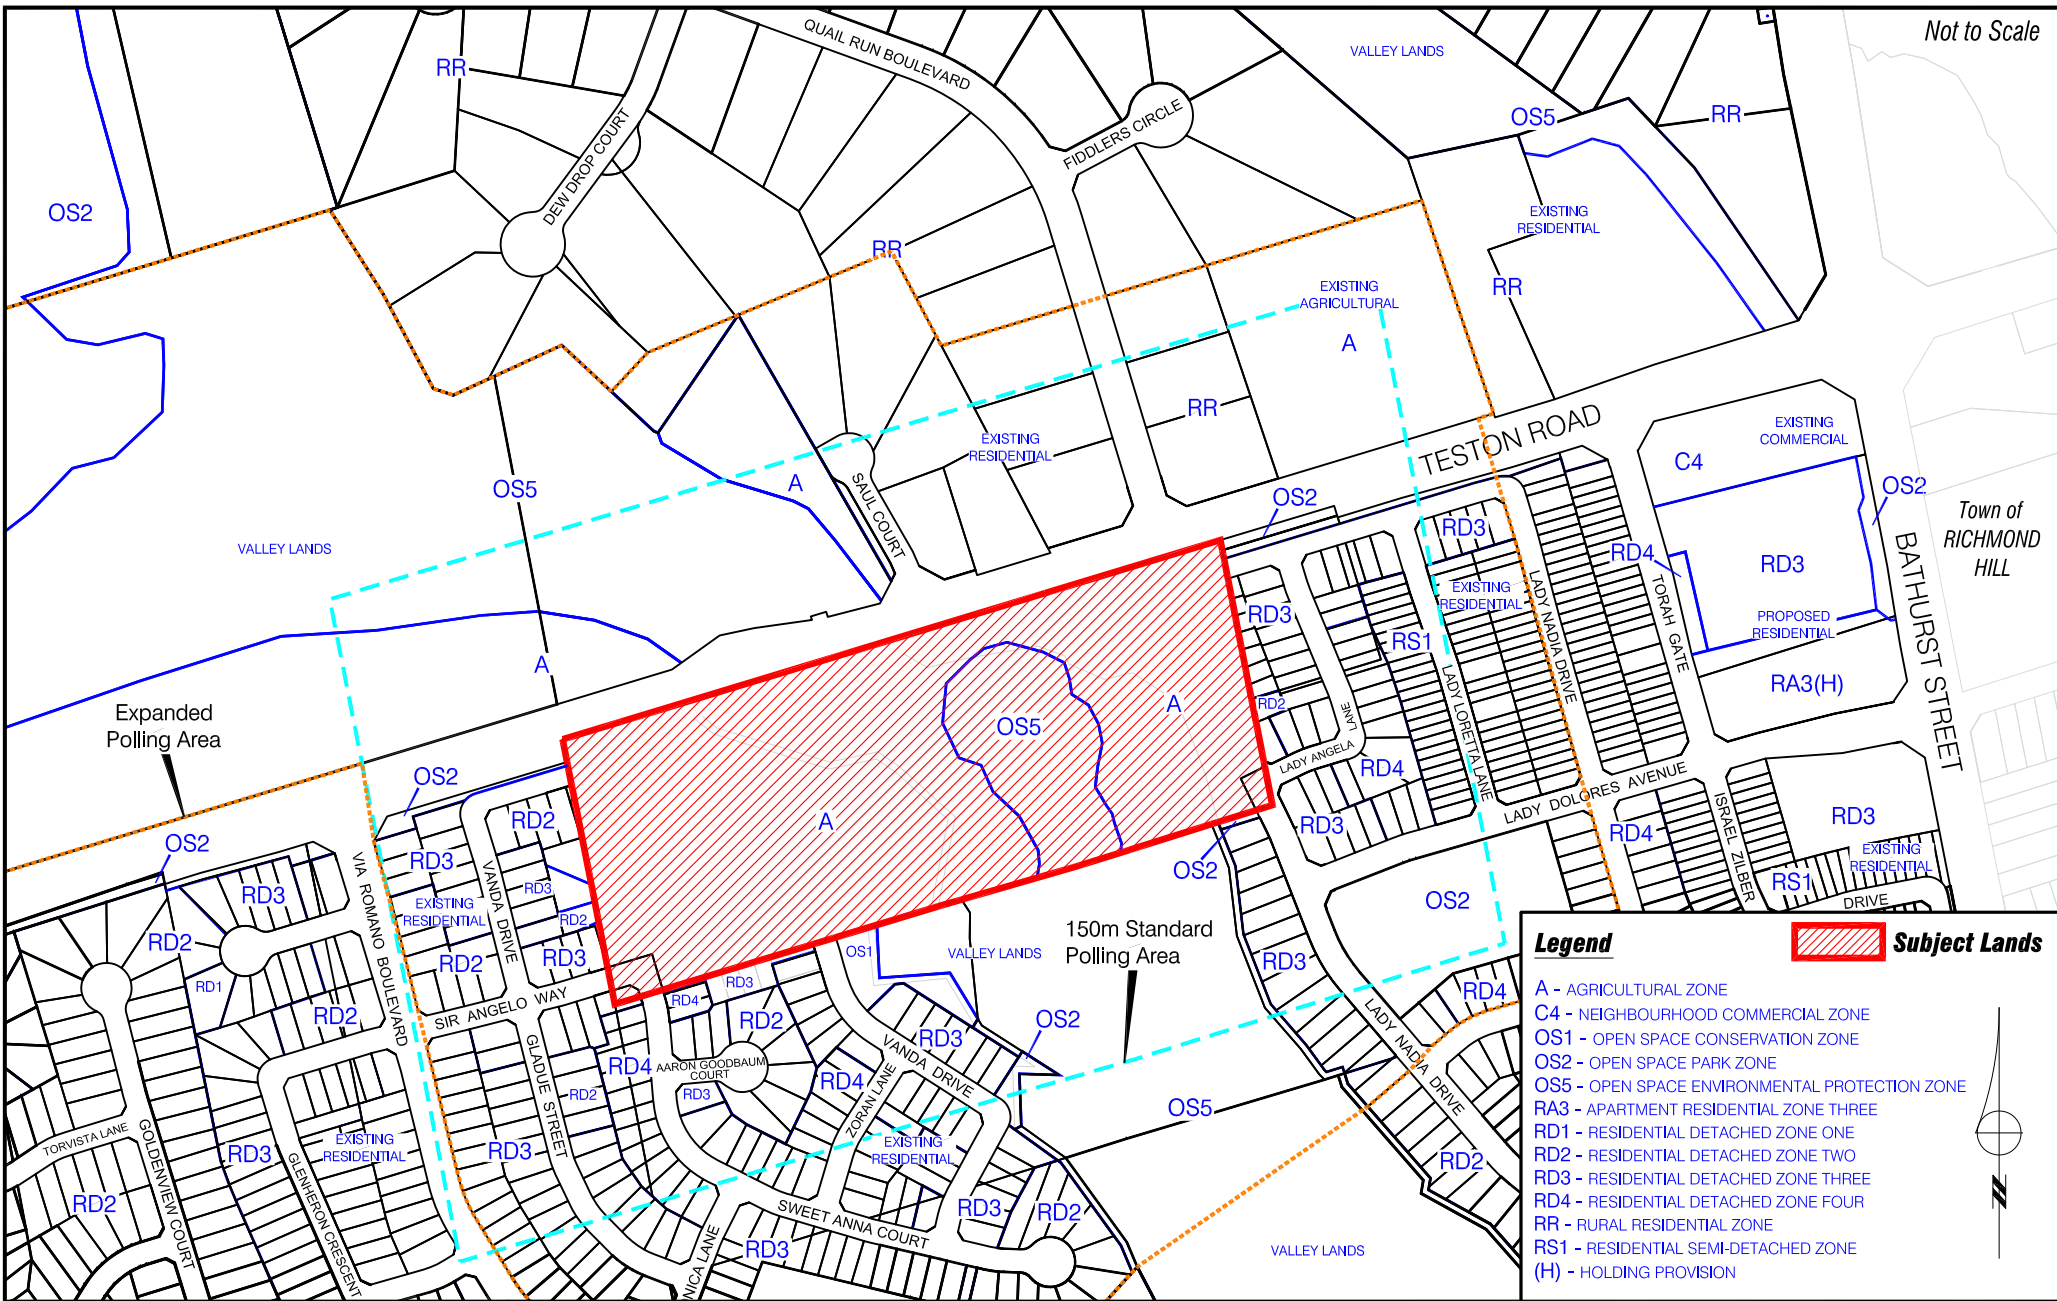 Not to Scale
QUAIL RUN BOULEVARD
VALLEY LANDS
RR
OS5
RR
FIDDLERS CIRCLE
DEW DROP COURT
OS2
EXISTING
RESIDENTIAL
RR
EXISTING
AGRICULTURAL
RR
A
RR
TESTON ROAD
EXISTING
RESIDENTIAL
EXISTING
COMMERCIAL
C4
OS5
A
SAUL COURT
OS2
OS2
Town of
RICHMOND
HILL
VALLEY LANDS
RD3
RD4
RD3
EXISTING
RESIDENTIAL
LADY NADIA DRIVE
TORAH GATE
BATHURST STREET
RD3
RS1
PROPOSED
RESIDENTIAL
A
RA3(H)
OS5
A
RD2
LANE
LADY LORETTA LANE
Expanded
Polling Area
LADY ANGELA
RD4
OS2
LADY DOLORES AVENUE
RD2
A
RD3
RD4
ISRAEL ZILBER
RD3
OS2
VIA ROMANO BOULEVARD
RD3
VANDA DRIVE
OS2
EXISTING
RESIDENTIAL
RS1
DRIVE
RD3
RD3
EXISTING
RESIDENTIAL
RD2
OS2
150m Standard
Polling Area
RD2
RD2
RD3
OS1
VALLEY LANDS
RD3
RD1
RD4
RD3
RD4
RD2
SIR ANGELO WAY
RD2
OS2
LADY NADIA DRIVE
GLADUE STREET
RD3
VANDA DRIVE
RD4
AARON GOODBAUM
COURT
RD2
RD3
RD4
ZORAN LANE
OS5
TORVISTA LANE
GOLDENVIEW COURT
RD3
GLENHERON CRESCENT
EXISTING
RESIDENTIAL
RD3
EXISTING
RESIDENTIAL
RD2
RD2
RD3
RD2
SWEET ANNA COURT
RD3
NICA LANE
VALLEY LANDS
Legend
Subject Lands
A - AGRICULTURAL ZONE
C4 - NEIGHBOURHOOD COMMERCIAL ZONE
OS1 - OPEN SPACE CONSERVATION ZONE
OS2 - OPEN SPACE PARK ZONE
OS5 - OPEN SPACE ENVIRONMENTAL PROTECTION ZONE
RA3 - APARTMENT RESIDENTIAL ZONE THREE
RD1 - RESIDENTIAL DETACHED ZONE ONE
RD2 - RESIDENTIAL DETACHED ZONE TWO
RD3 - RESIDENTIAL DETACHED ZONE THREE
RD4 - RESIDENTIAL DETACHED ZONE FOUR
RR - RURAL RESIDENTIAL ZONE
RS1 - RESIDENTIAL SEMI-DETACHED ZONE
(H) - HOLDING PROVISION
N